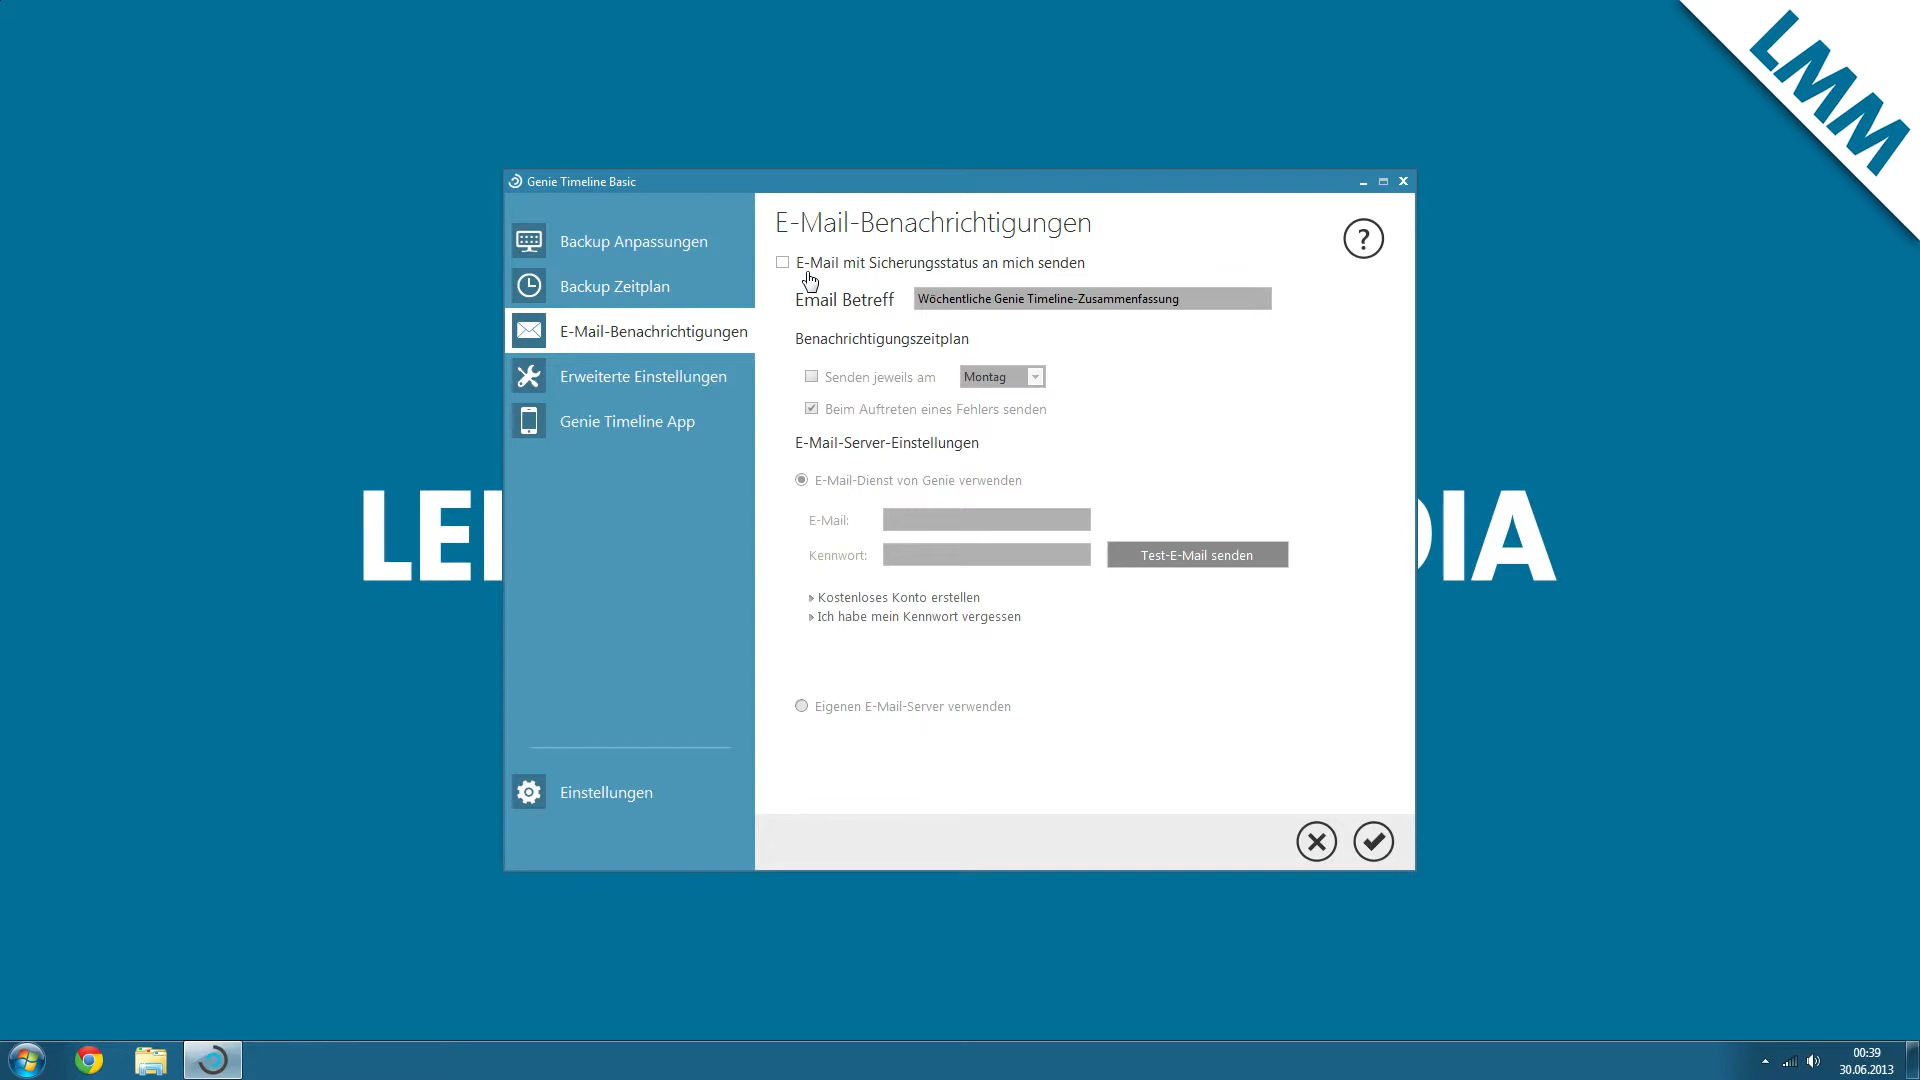 LMM
Genie Timeline Basic
E-Mail-Benachrichtigungen
?
Backup Anpassungen
Backup Zeitplan
E-Mail-Benachrichtigungen
Erweiterte Einstellungen
Genie Timeline App
Einstellungen
E-Mail mit Sicherungsstatus an mich senden
Email Betreff
Wöchentliche Genie Timeline-Zusammenfassung
Benachrichtigungszeitplan
Senden jeweils am
Montag
Beim Auftreten eines Fehlers senden
E-Mail-Server-Einstellungen
E-Mail-Dienst von Genie verwenden
E-Mail:
Kennwort:
Test-E-Mail senden
Kostenloses Konto erstellen
Ich habe mein Kennwort vergessen
Eigenen E-Mail-Server verwenden
00:39
30.06.2013